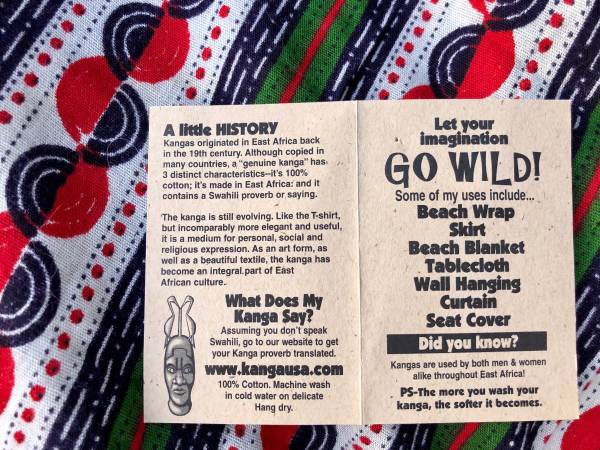 A little HISTORY
Kangas originated in East Africa back
in the 19th century. Although copied in
many countries, a "genuine kanga" has
3 distinct characteristics–it's 100%
cotton; it's made in East Africa: and it
contains a Swahili proverb or saying.
The kanga is still evolving. Like the T-shirt,
but incomparably more elegant and useful,
it is a medium for personal, social and
religious expression. As an art form, as
well as a beautiful textile, the kanga has
become an integral part of East
African culture.
What Does My
Kanga Say?
Assuming you don't speak
Swahili, go to our website to get
your Kanga proverb translated.
www.kangausa.com
100% Cotton. Machine wash
in cold water on delicate
Hang dry.
Let your
imagination
GO WILD!
Some of my uses include...
Beach Wrap
Skirt
Beach Blanket
Tablecloth
Wall Hanging
Curtain
Seat Cover
Did you know?
Kangas are used by both men & women
alike throughout East Africa!
PS-The more you wash your
kanga, the softer it becomes.